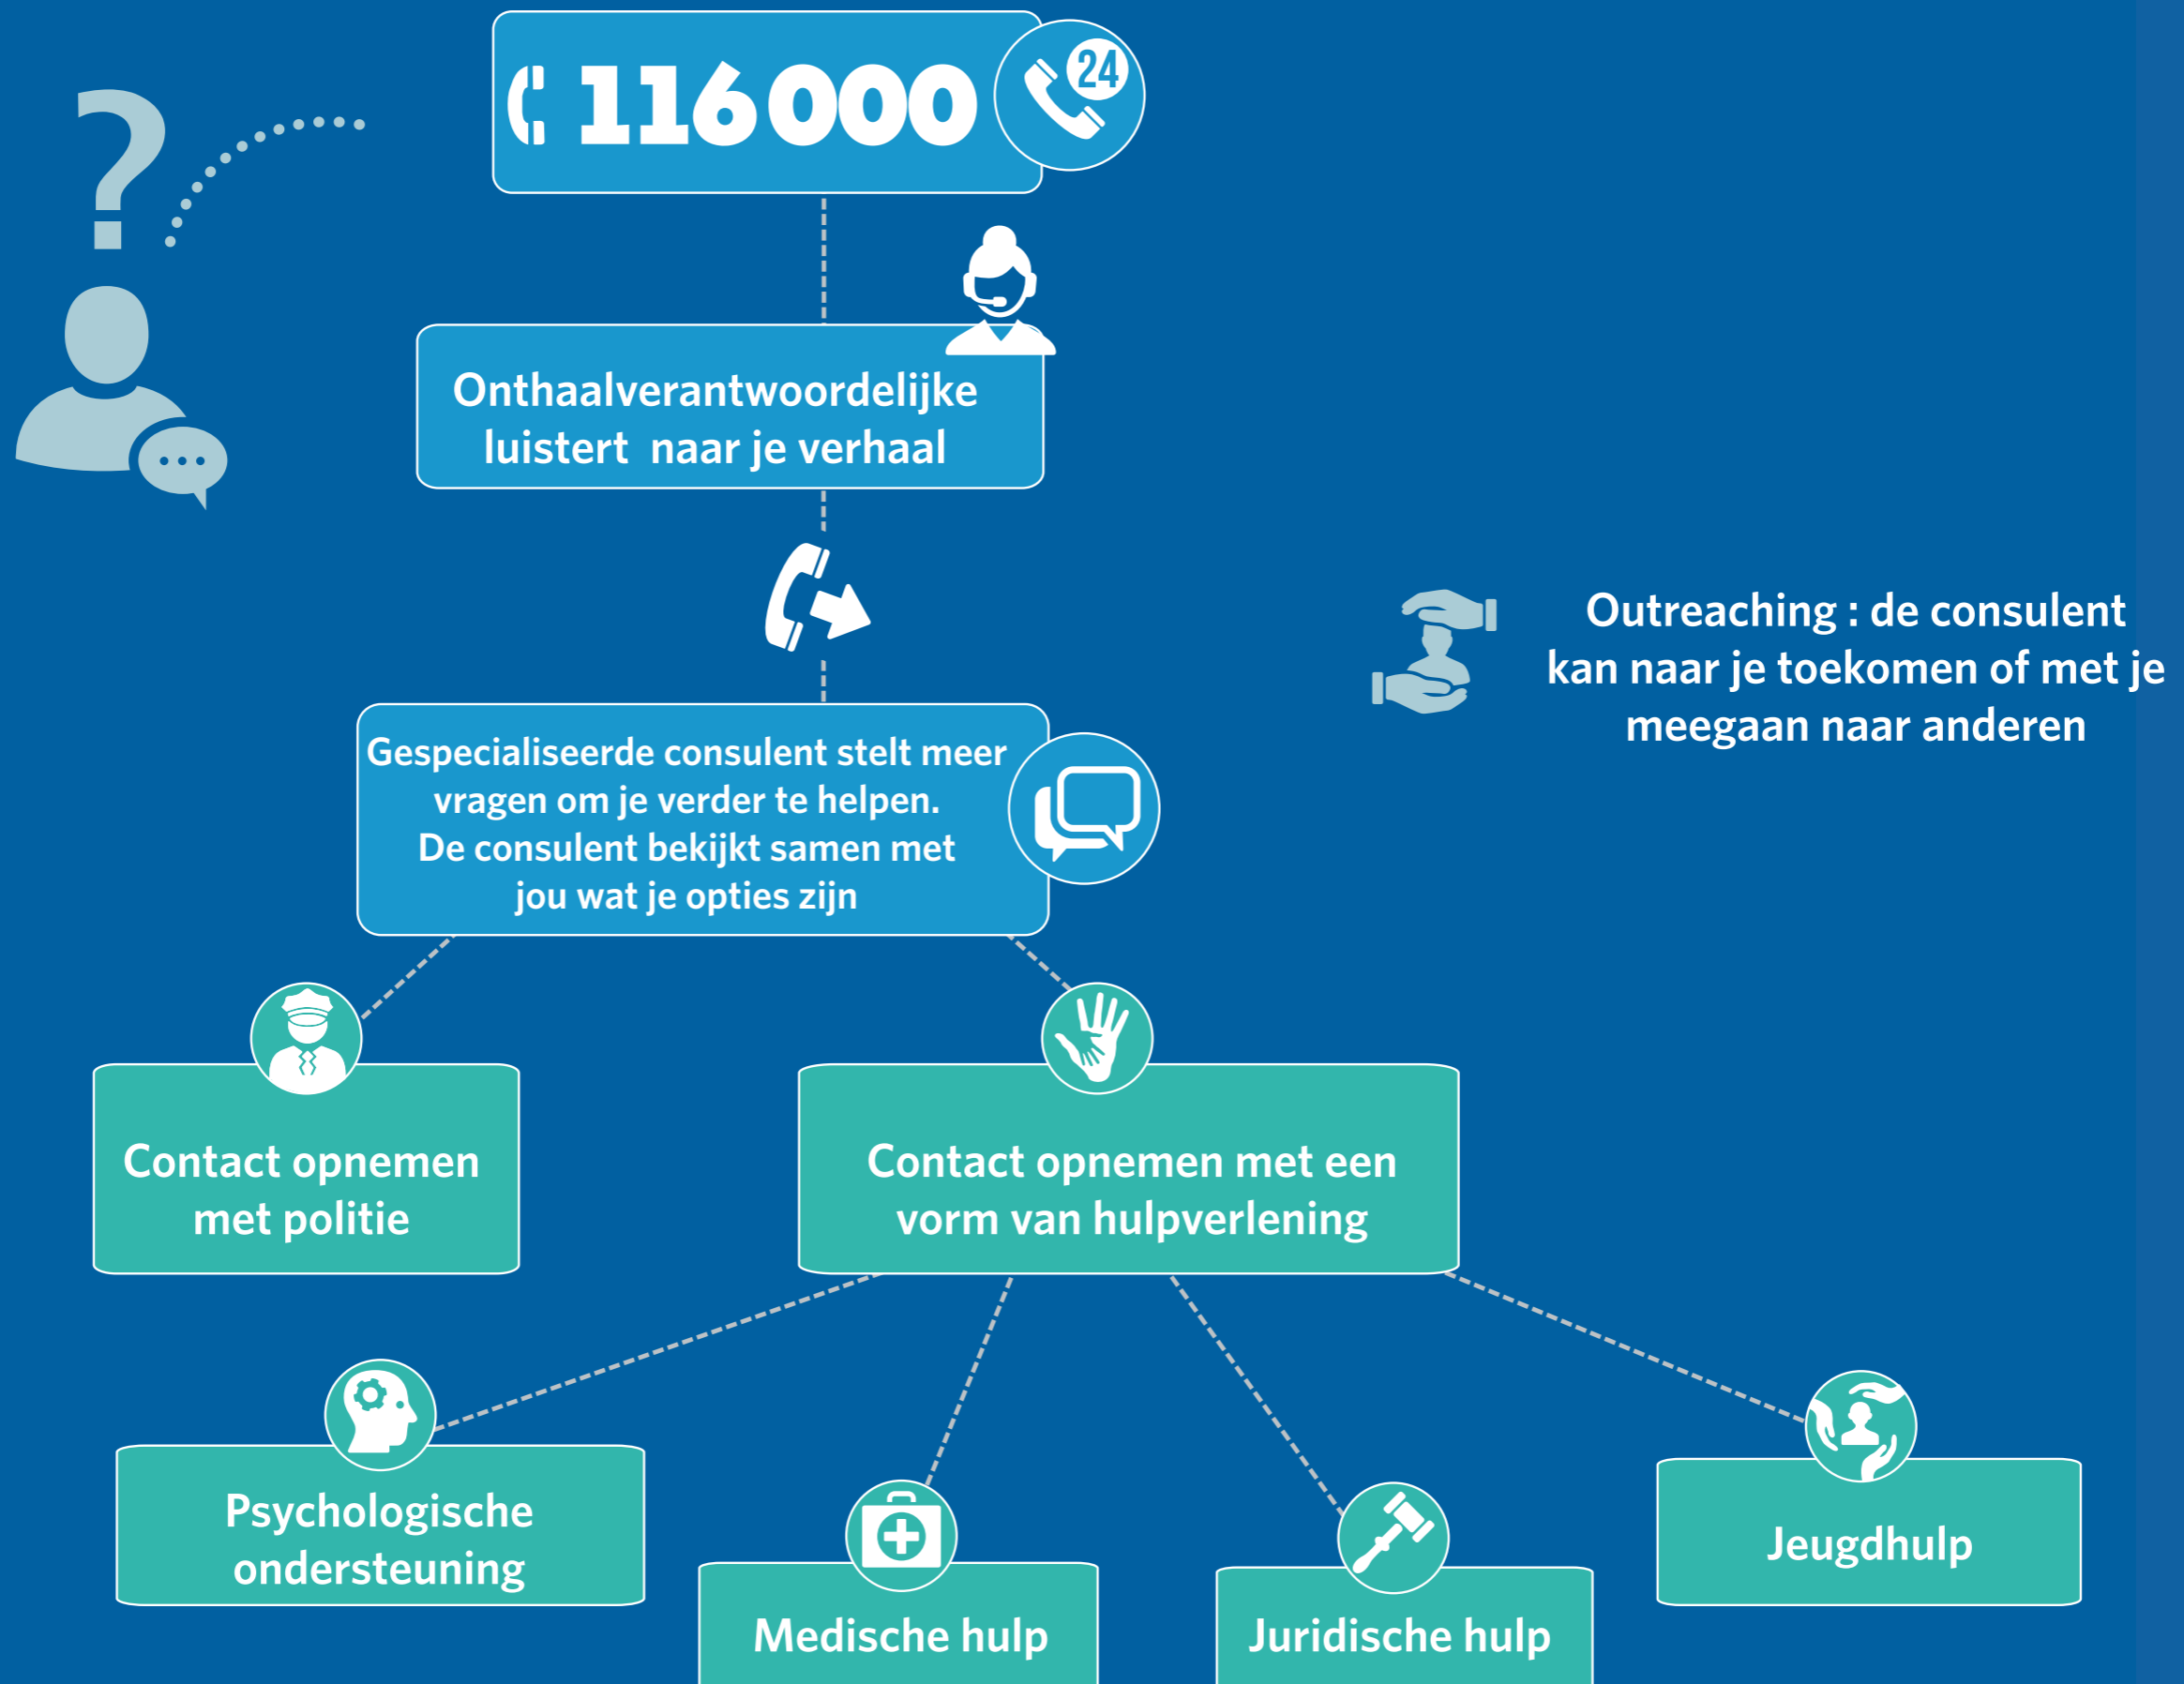 ?
116 000
24
Onthaalverantwoordelijke
luistert naar je verhaal
Outreaching : de consulent
kan naar je toekomen of met je
meegaan naar anderen
Gespecialiseerde consulent stelt meer
vragen om je verder te helpen.
De consulent bekijkt samen met
jou wat je opties zijn
Contact opnemen
met politie
Contact opnemen met een
vorm van hulpverlening
Psychologische
ondersteuning
Medische hulp
Juridische hulp
Jeugdhulp